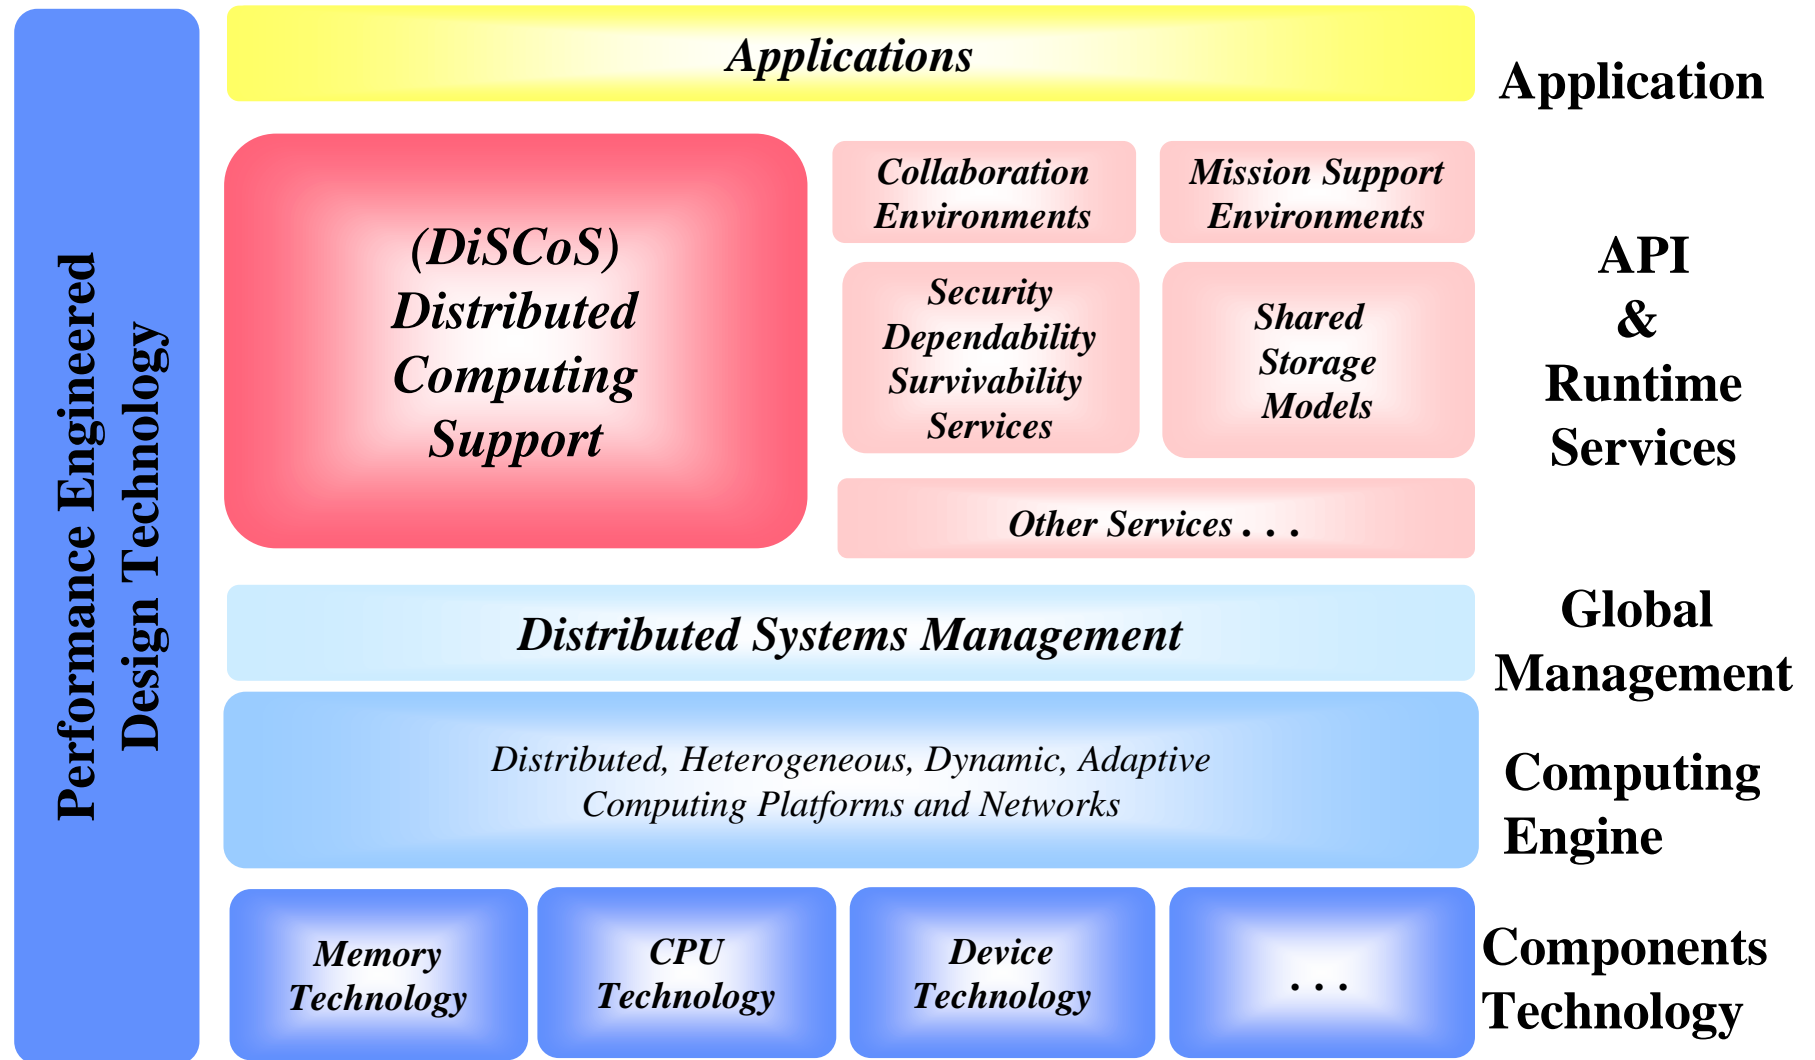 Performance Engineered
Design Technology
Applications
Application
(DiSCoS)
Distributed
Computing
Support
Collaboration
Environments
Mission Support
Environments
Security
Dependability
Survivability
Services
Shared
Storage
Models
Other Services . . .
API
&
Runtime
Services
Distributed Systems Management
Global
Management
Distributed, Heterogeneous, Dynamic, Adaptive
Computing Platforms and Networks
Computing
Engine
Memory
Technology
CPU
Technology
Device
Technology
. . .
Components
Technology